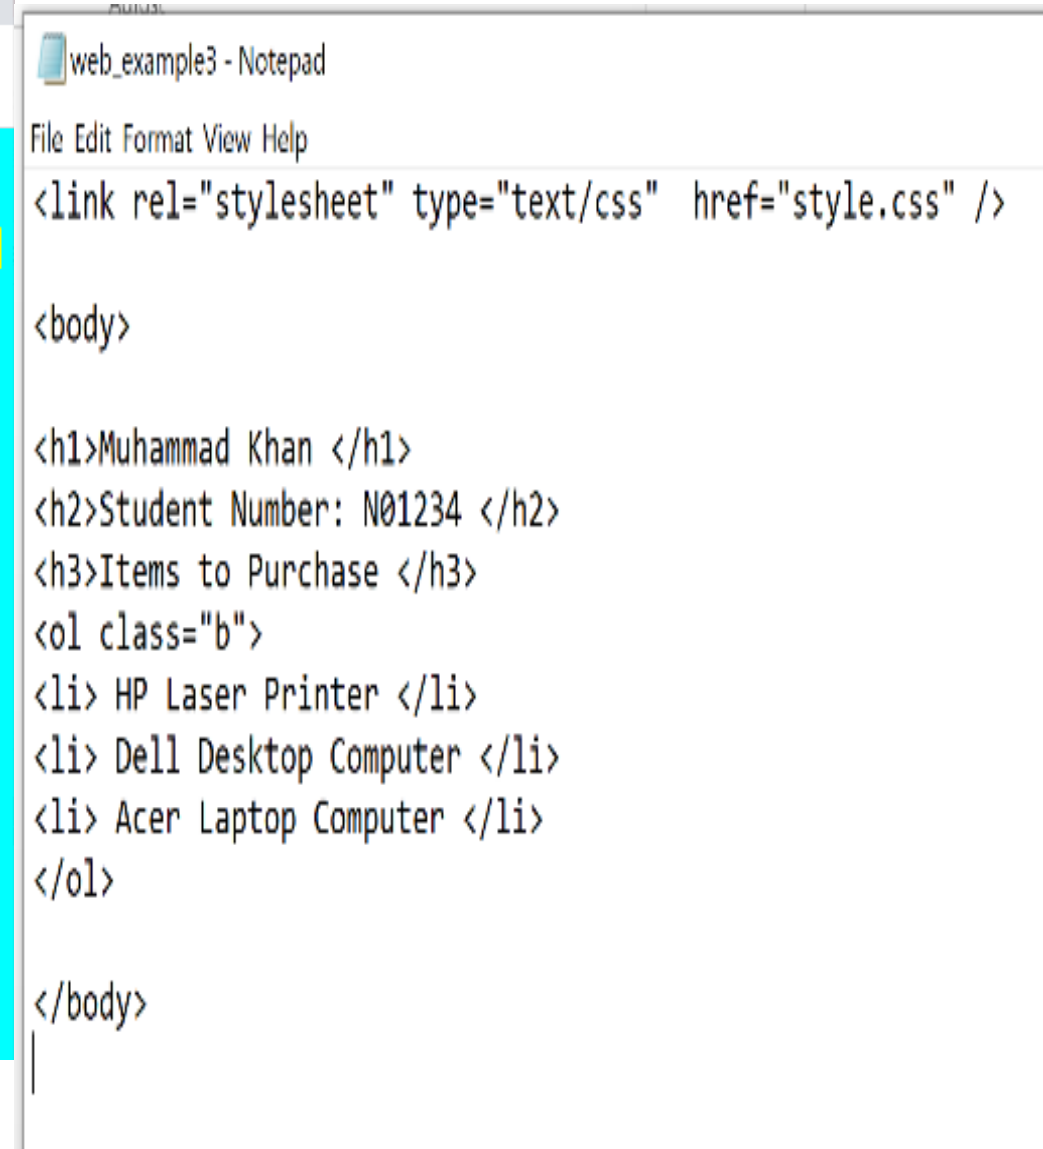 web_example3 - Notepad
File Edit Format View Help
<link rel="stylesheet" type="text/css"  href="style.css" />
<body>
<h1>Muhammad Khan </h1>
<h2>Student Number: N01234 </h2>
<h3>Items to Purchase </h3>
<ol class="b">
<li> HP Laser Printer </li>
<li> Dell Desktop Computer </li>
<li> Acer Laptop Computer </li>
</ol>
</body>